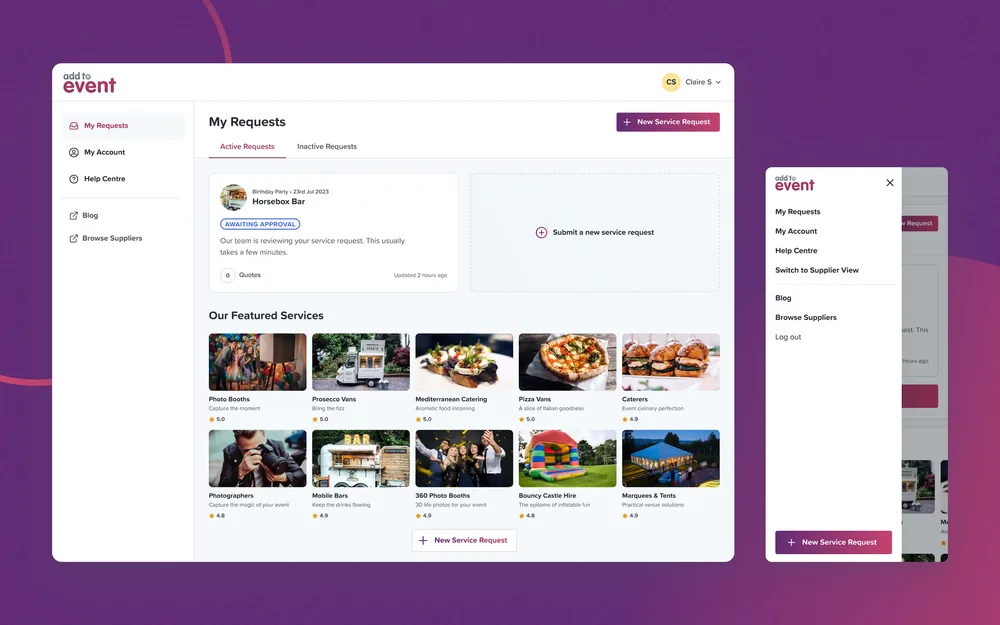 add to
event
CS
Claire S
My Requests
My Account
Help Centre
Blog
Browse Suppliers
My Requests
New Service Request
Active Requests
Inactive Requests
Birthday Party • 23rd Jul 2023
Horsebox Bar
AWAITING APPROVAL
Our team is reviewing your service request. This usually
takes a few minutes.
0
Quotes
Updated 2 hours ago
Submit a new service request
Our Featured Services
Photo Booths
Capture the moment
5.0
Prosecco Vans
Bring the fizz
5.0
Mediterranean Catering
Aromatic food incoming
5.0
Pizza Vans
A slice of Italian goodness
5.0
Caterers
Event culinary perfection
4.9
BAR
Photographers
Capture the magic of your event
4.8
Mobile Bars
Keep the drinks flowing
4.9
360 Photo Booths
3D life photos for your event
4.9
Bouncy Castle Hire
The epitome of inflatable fun
4.8
Marquees & Tents
Practical venue solutions
4.9
New Service Request
add to
event
My Requests
My Account
Help Centre
Switch to Supplier View
Blog
Browse Suppliers
Log out
New Service Request
Request
This
hours ago